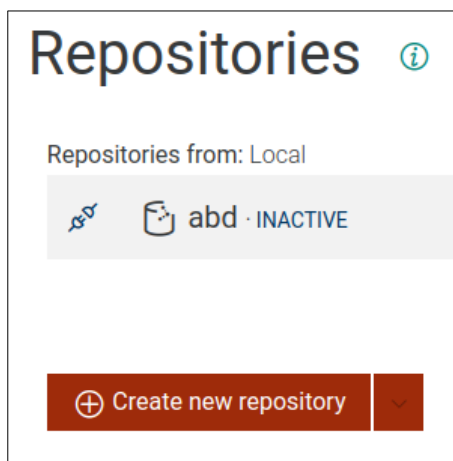 Repositories
Repositories from: Local
abd · INACTIVE
Create new repository